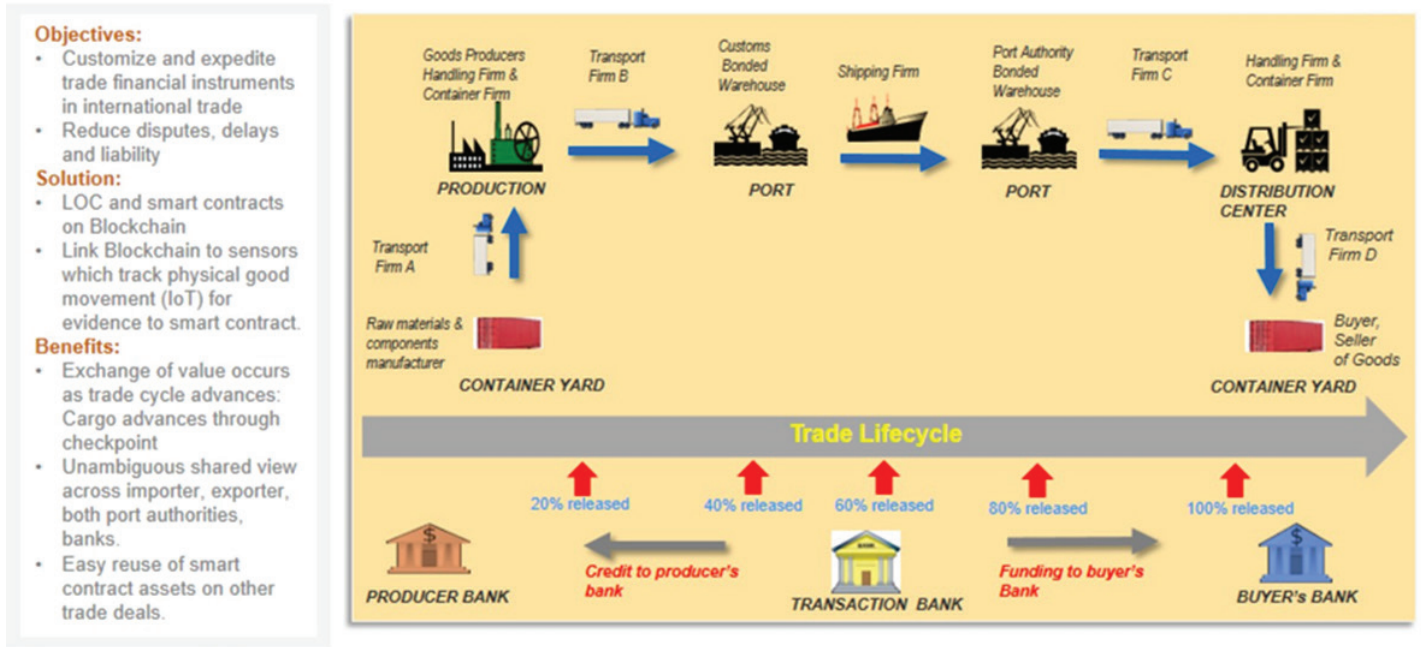 Objectives:
• Customize and expedite
trade financial instruments
in international trade
• Reduce disputes, delays
and liability
Solution:
• LOC and smart contracts
on Blockchain
• Link Blockchain to sensors
which track physical good
movement (IoT) for
evidence to smart contract.
Benefits:
• Exchange of value occurs
as trade cycle advances:
Cargo advances through
checkpoint
• Unambiguous shared view
across importer, exporter,
both port authorities,
banks.
• Easy reuse of smart
contract assets on other
trade deals.
Goods Producers
Handling Firm &
Container Firm
Transport
Firm B
Customs
Bonded
Warehouse
Shipping Firm
Port Authority
Bonded
Warehouse
Transport
Firm C
Handling Firm &
Container Firm
PRODUCTION
PORT
PORT
DISTRIBUTION
CENTER
Transport
Firm A
Transport
Firm D
Raw materials &
components
manufacturer
Buyer,
Seller
of Goods
CONTAINER YARD
CONTAINER YARD
Trade Lifecycle
20% released
40% released
60% released
80% released
100% released
$
BANK
$
Credit to producer's
bank
Funding to buyer's
Bank
PRODUCER BANK
TRANSACTION BANK
BUYER's BANK